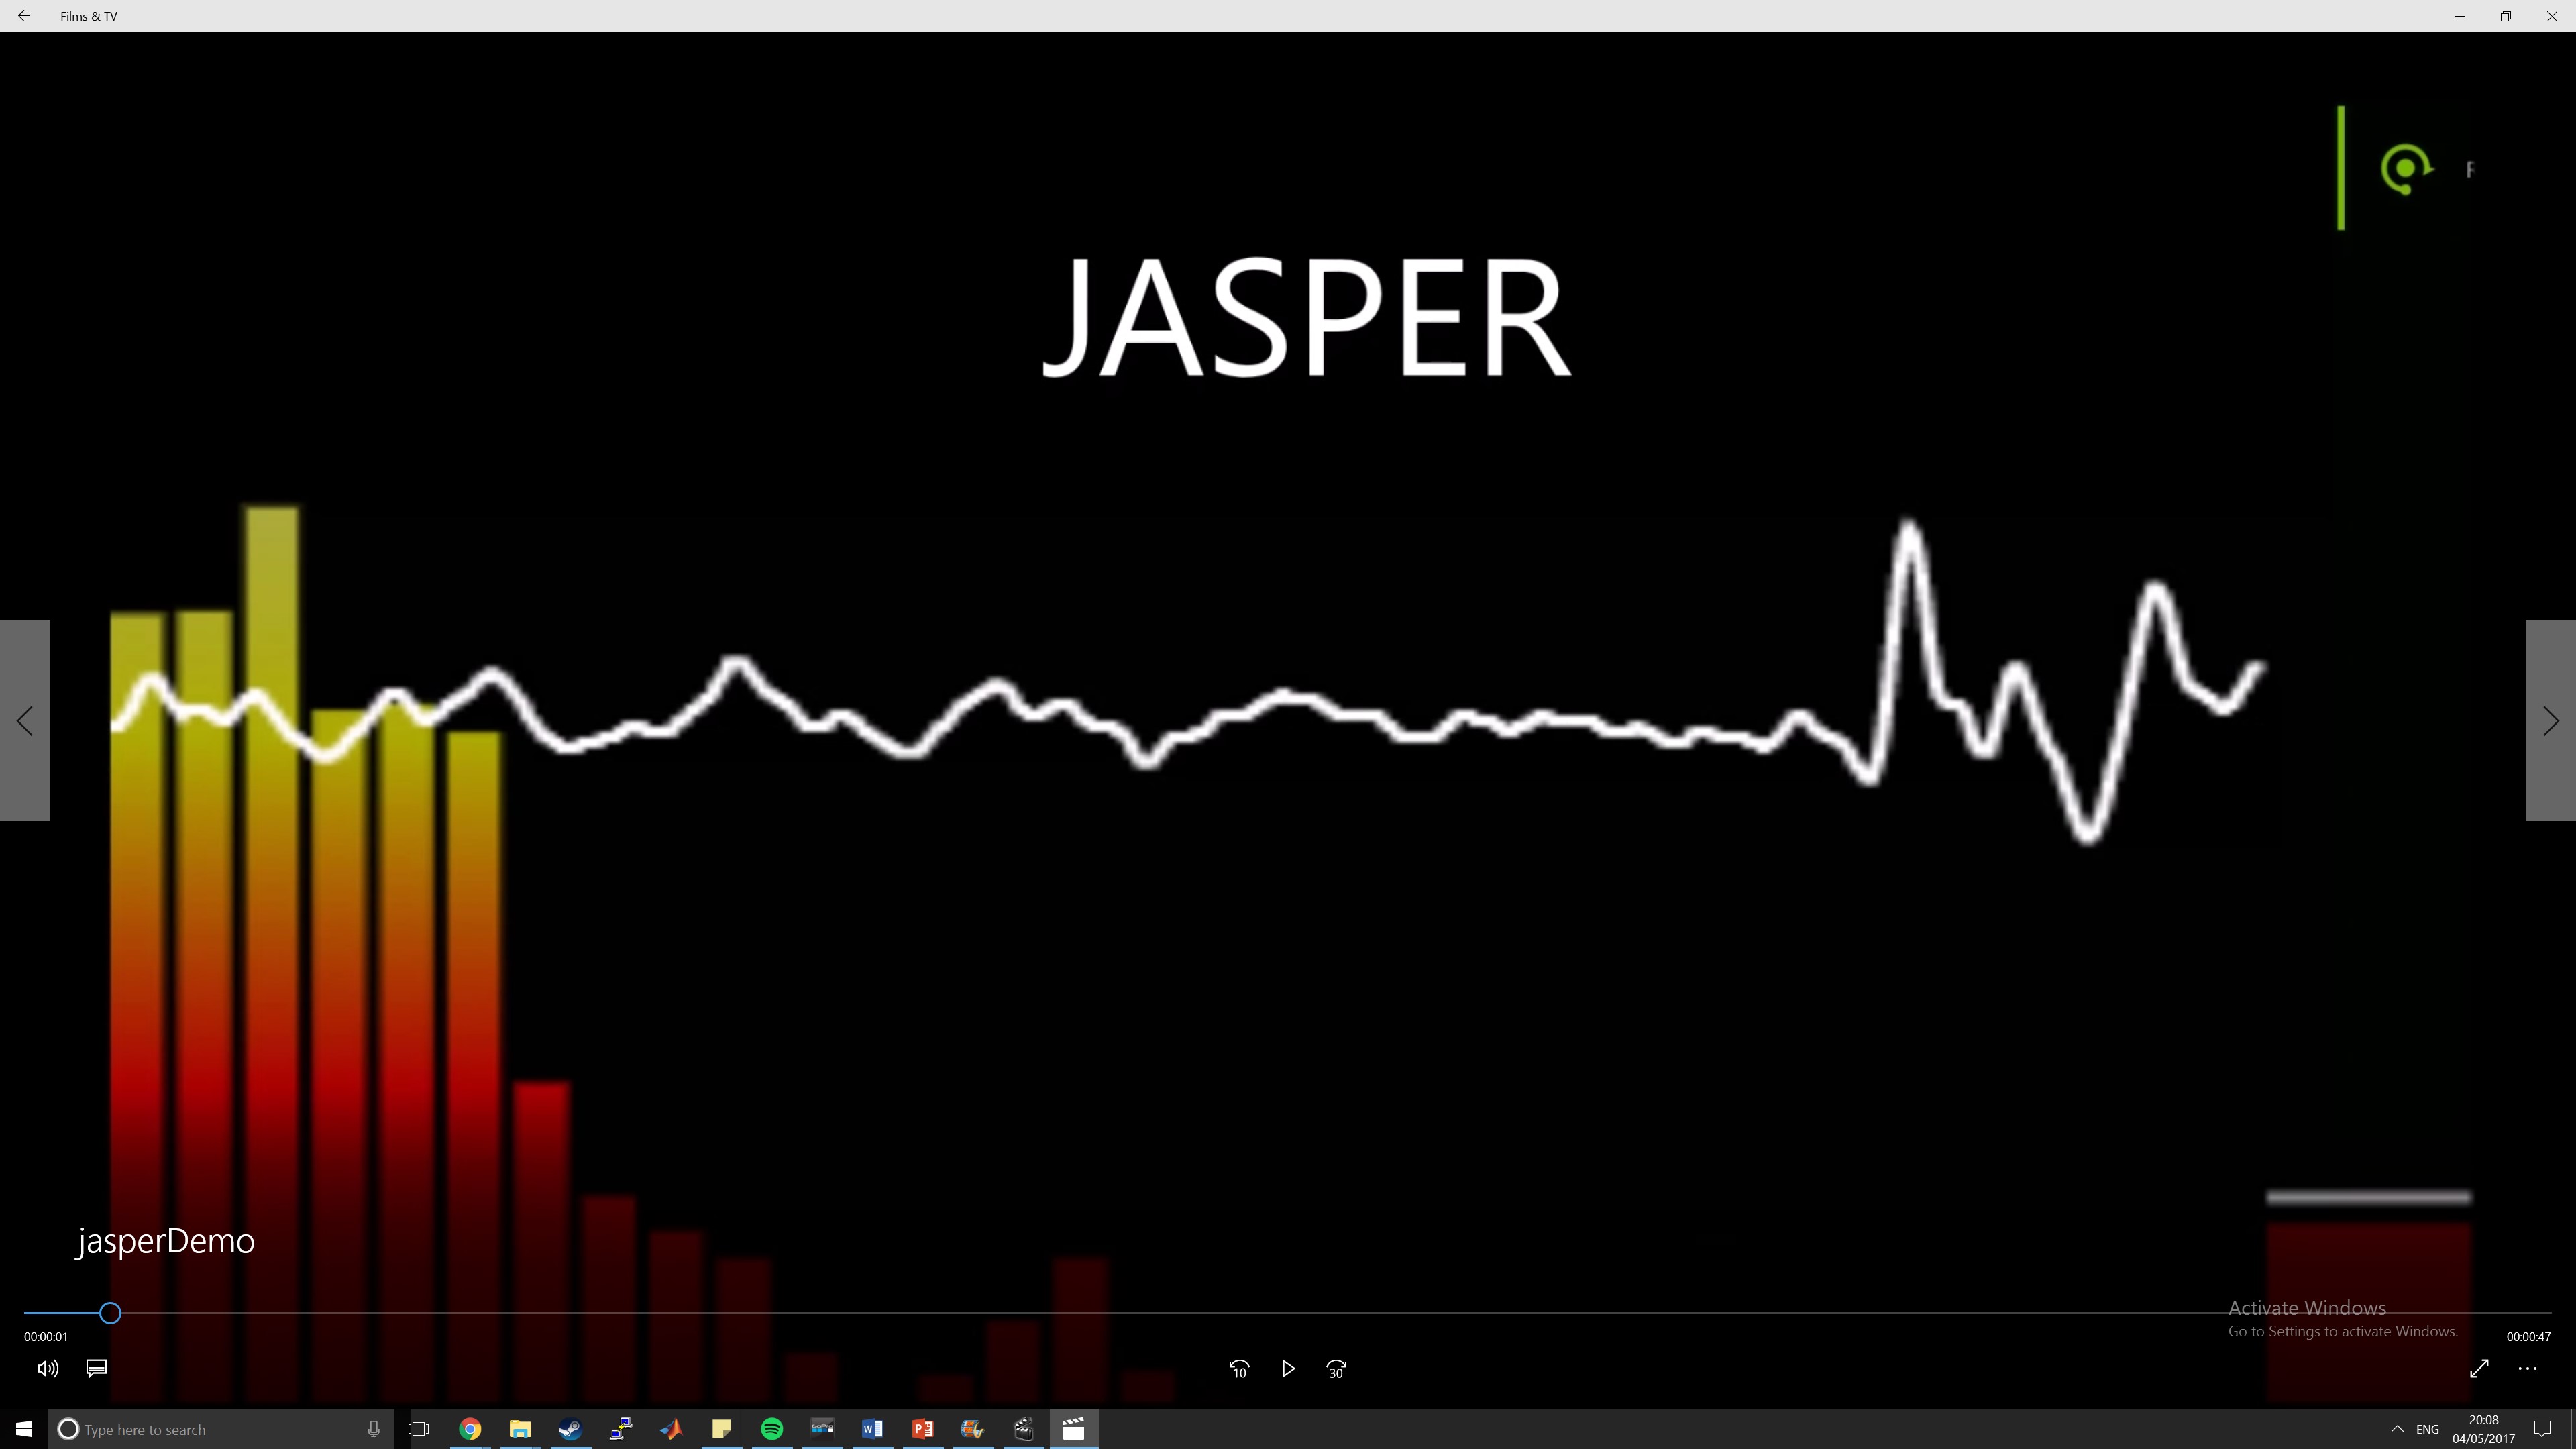 Films & TV
JASPER
jasperDemo
Activate Windows
Go to Settings to activate Windows.
00:00:01
00:00:47
10
30
Type here to search
ENG
20:08
04/05/2017